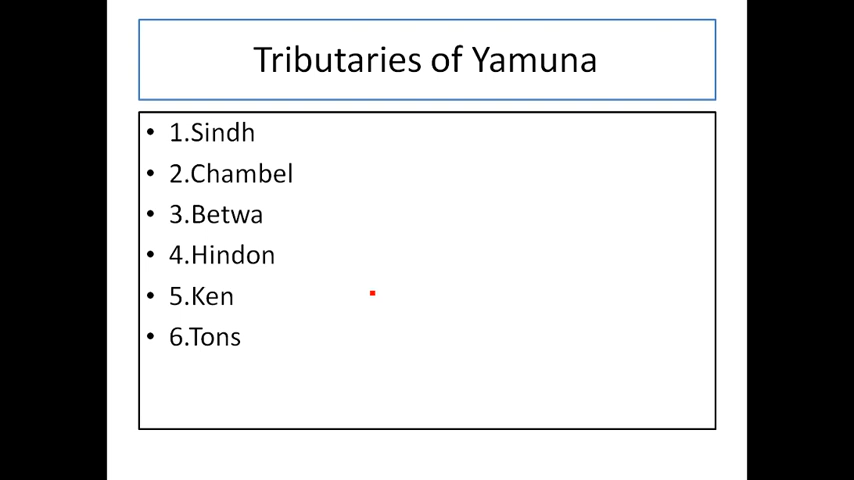 Tributaries of Yamuna
• 1.Sindh
• 2.Chambel
• 3.Betwa
• 4.Hindon
• 5.Ken
• 6.Tons